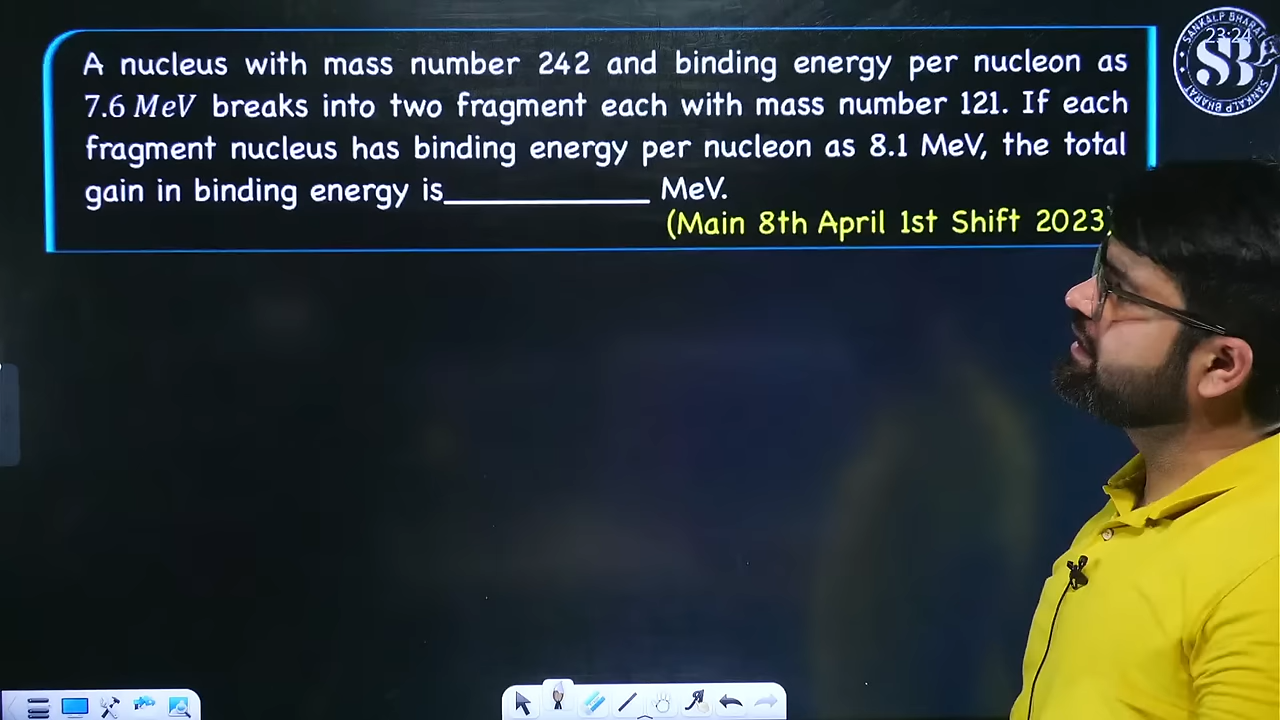 A nucleus with mass number 242 and binding energy per nucleon as
7.6 MeV breaks into two fragment each with mass number 121. If each
fragment nucleus has binding energy per nucleon as 8.1 MeV, the total
gain in binding energy is__________ MeV.
(Main 8th April 1st Shift 2023)
SANKALP BHARAT
23:24
SB
SANKALP BHARAT